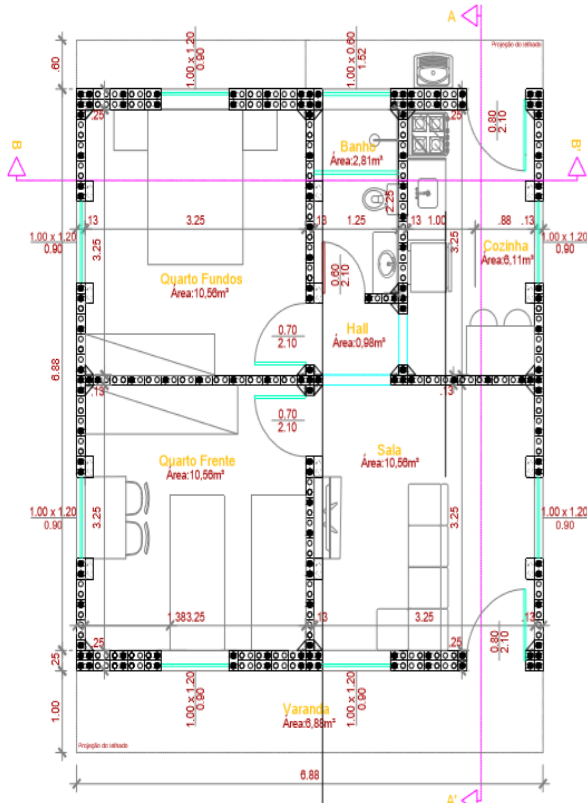 A
Projeção do telhado
.60
1.00 x 1.20
0.90
1.00 x 0.60
1.52
.25
.25
0.80
2.10
Banho
Área:2,81m²
B
B'
2.25
.13
3.25
.13
1.25
.13
1.00
.88
.13
1.00 x 1.20
0.90
3.25
Quarto Fundos
Área:10,56m²
0.60
2.10
3.25
Cozinha
Área:6,11m²
1.00 x 1.20
0.90
Hall
Área:0,98m²
0.70
2.10
6.88
.13
.13
0.70
2.10
Quarto Frente
Área:10,56m²
Sala
Área:10,56m²
1.00 x 1.20
0.90
3.25
3.25
1.00 x 1.20
0.90
1.383.25
.13
3.25
.13
.25
.25
.25
0.80
2.10
1.00 x 1.20
0.90
1.00 x 1.20
0.90
1.00
Varanda
Área:6,88m²
Projeção do telhado
6.88
A'